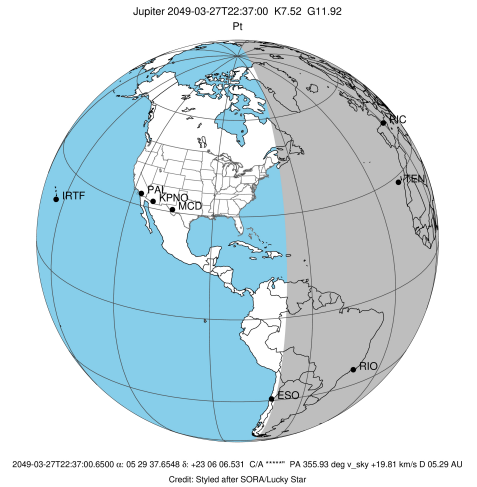 Jupiter 2049-03-27T22:37:00 K7.52 G11.92
Pt
PIC
TEN
IRTF
PAL
KPNO
MCD
RIO
ESO
2049-03-27T22:37:00.6500 α: 05 29 37.6548 δ: +23 06 06.531 C/A *****" PA 355.93 deg v_sky +19.81 km/s D 05.29 AU
Credit: Styled after SORA/Lucky Star